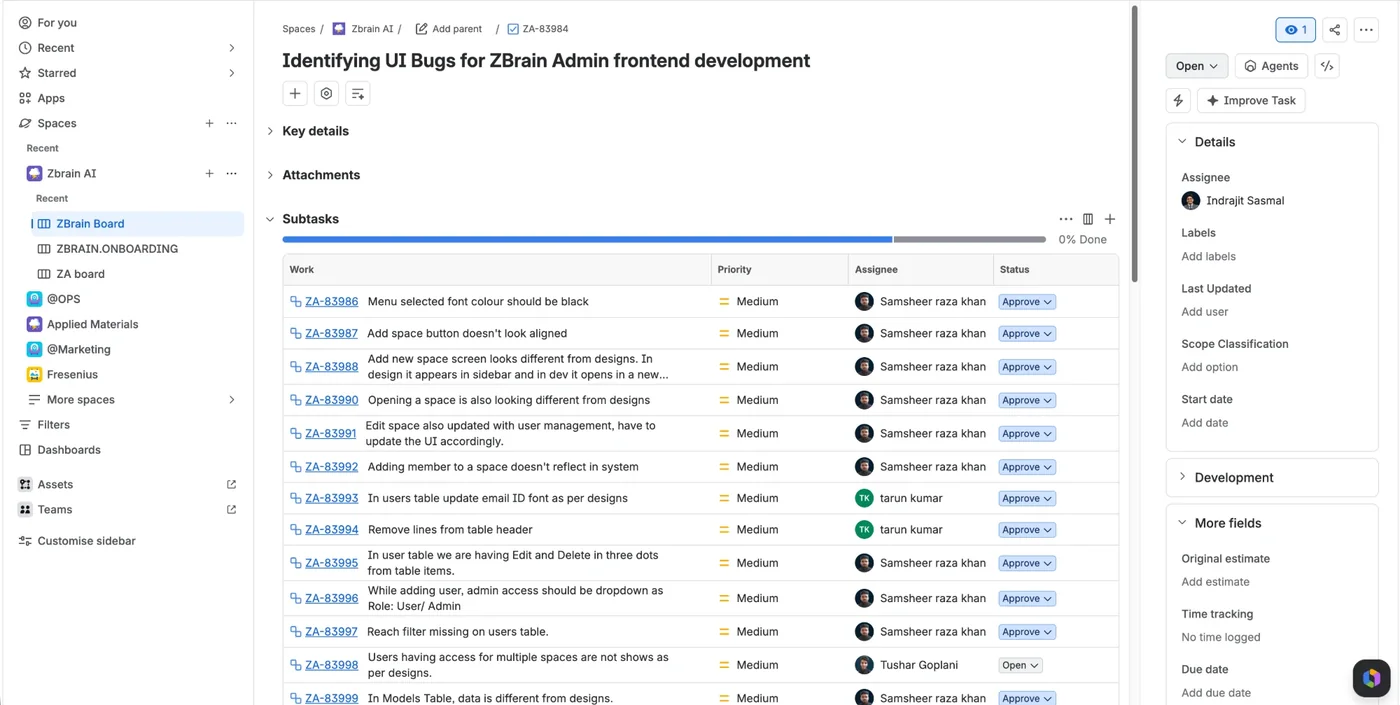 For you
Recent
Starred
Apps
Spaces
Recent
Zbrain AI
Recent
ZBrain Board
ZBRAIN.ONBOARDING
ZA board
@OPS
Applied Materials
@Marketing
Fresenius
More spaces
Filters
Dashboards
Assets
Teams
Customise sidebar
Spaces / Zbrain AI / Add parent / ZA-83984
Identifying UI Bugs for ZBrain Admin frontend development
Key details
Attachments
Subtasks
0% Done
Work Priority Assignee Status
ZA-83986 Menu selected font colour should be black Medium Samsheer raza khan Approve
ZA-83987 Add space button doesn't look aligned Medium Samsheer raza khan Approve
ZA-83988 Add new space screen looks different from designs. In
design it appears in sidebar and in dev it opens in a new... Medium Samsheer raza khan Approve
ZA-83990 Opening a space is also looking different from designs Medium Samsheer raza khan Approve
ZA-83991 Edit space also updated with user management, have to
update the UI accordingly. Medium Samsheer raza khan Approve
ZA-83992 Adding member to a space doesn't reflect in system Medium Samsheer raza khan Approve
ZA-83993 In users table update email ID font as per designs Medium TK tarun kumar Approve
ZA-83994 Remove lines from table header Medium TK tarun kumar Approve
ZA-83995 In user table we are having Edit and Delete in three dots
from table items. Medium Samsheer raza khan Approve
ZA-83996 While adding user, admin access should be dropdown as
Role: User/ Admin Medium Samsheer raza khan Approve
ZA-83997 Reach filter missing on users table. Medium Samsheer raza khan Approve
ZA-83998 Users having access for multiple spaces are not shows as
per designs. Medium Tushar Goplani Open
ZA-83999 In Models Table, data is different from designs. Medium Samsheer raza khan Approve
1
Open Agents
Improve Task
Details
Assignee
Indrajit Sasmal
Labels
Add labels
Last Updated
Add user
Scope Classification
Add option
Start date
Add date
Development
More fields
Original estimate
Add estimate
Time tracking
No time logged
Due date
Add due date